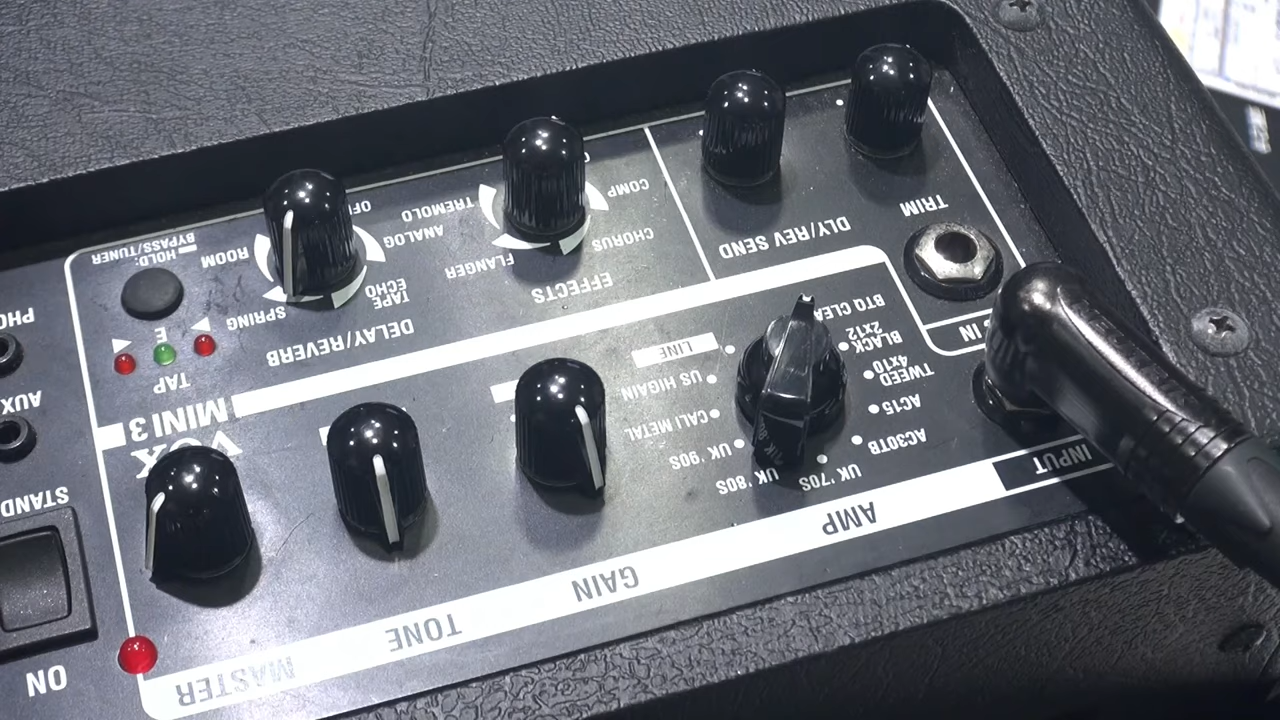 INPUT
AMP
GAIN
TONE
MASTER
ON
UK '70S
UK '80S
UK '90S
CALI METAL
US HIGAIN
LINE
AC30TB
AC15
TWEED
4x10
BLACK
2x12
BTQ
VOX
MINI 3
TAP
E
HOLD:
BYPASS/TUNER
DELAY/REVERB
SPRING
ROOM
TAPE
ECHO
ANALOG
EFFECTS
FLANGER
TREMOLO
CHORUS
COMP
DLY/REV SEND
TRIM
IN